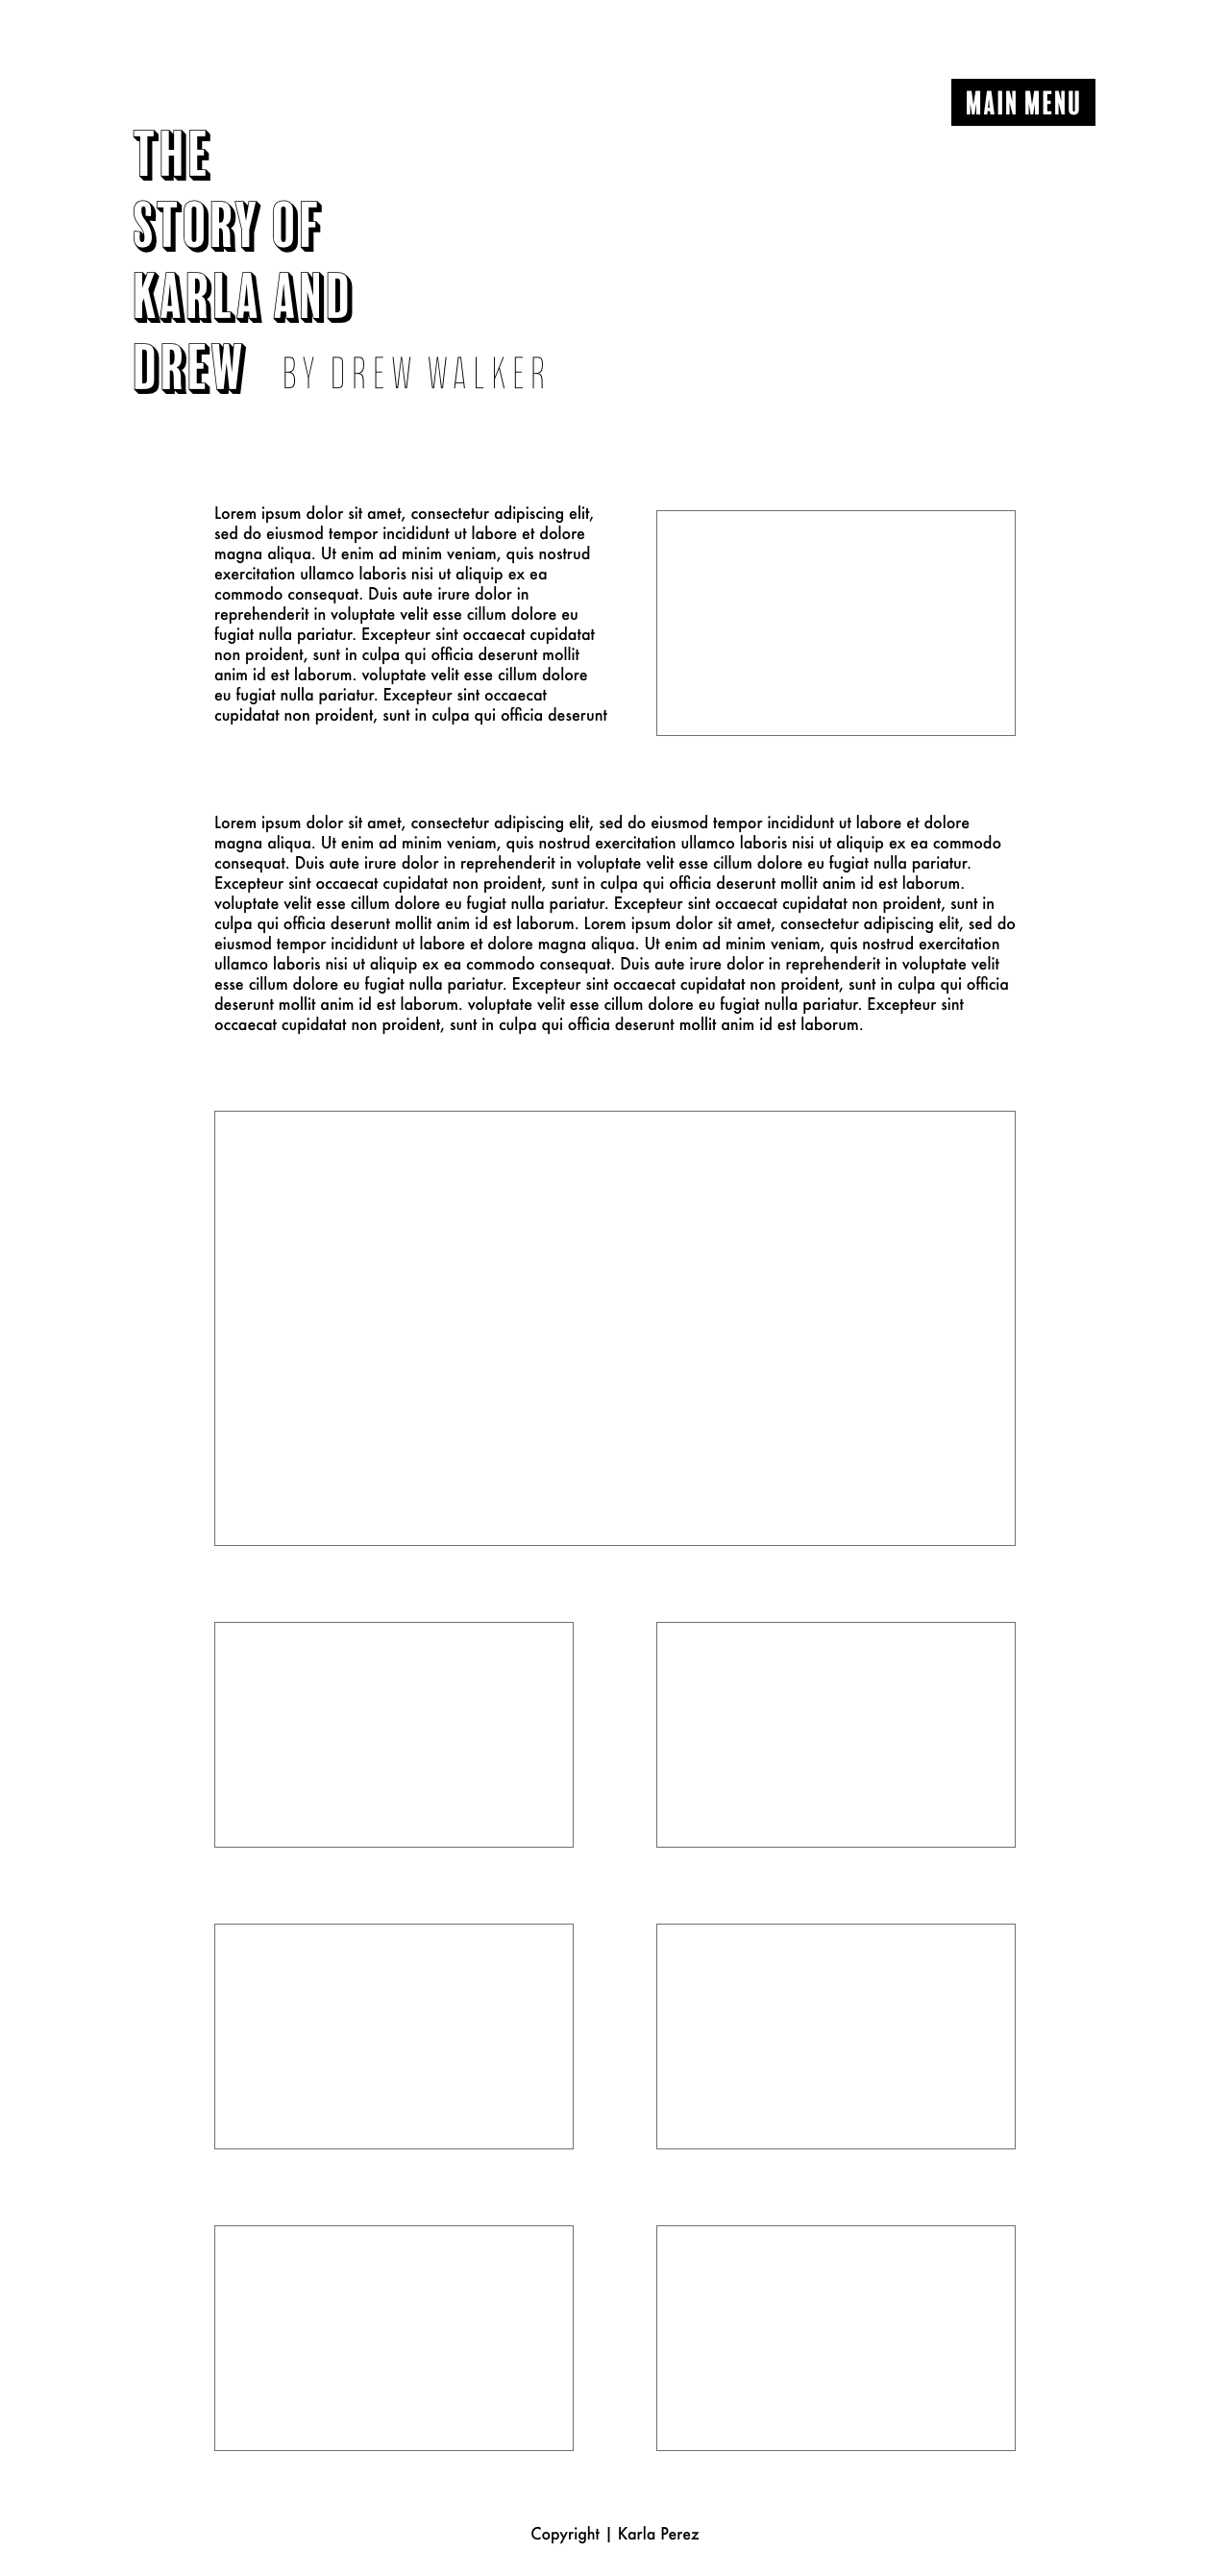 MAIN MENU
THE
STORY OF
KARLA AND
DREW BY DREW WALKER
Lorem ipsum dolor sit amet, consectetur adipiscing elit,
sed do eiusmod tempor incididunt ut labore et dolore
magna aliqua. Ut enim ad minim veniam, quis nostrud
exercitation ullamco laboris nisi ut aliquip ex ea
commodo consequat. Duis aute irure dolor in
reprehenderit in voluptate velit esse cillum dolore eu
fugiat nulla pariatur. Excepteur sint occaecat cupidatat
non proident, sunt in culpa qui officia deserunt mollit
anim id est laborum. voluptate velit esse cillum dolore
eu fugiat nulla pariatur. Excepteur sint occaecat
cupidatat non proident, sunt in culpa qui officia deserunt
Lorem ipsum dolor sit amet, consectetur adipiscing elit, sed do eiusmod tempor incididunt ut labore et dolore
magna aliqua. Ut enim ad minim veniam, quis nostrud exercitation ullamco laboris nisi ut aliquip ex ea commodo
consequat. Duis aute irure dolor in reprehenderit in voluptate velit esse cillum dolore eu fugiat nulla pariatur.
Excepteur sint occaecat cupidatat non proident, sunt in culpa qui officia deserunt mollit anim id est laborum.
voluptate velit esse cillum dolore eu fugiat nulla pariatur. Excepteur sint occaecat cupidatat non proident, sunt in
culpa qui officia deserunt mollit anim id est laborum. Lorem ipsum dolor sit amet, consectetur adipiscing elit, sed do
eiusmod tempor incididunt ut labore et dolore magna aliqua. Ut enim ad minim veniam, quis nostrud exercitation
ullamco laboris nisi ut aliquip ex ea commodo consequat. Duis aute irure dolor in reprehenderit in voluptate velit
esse cillum dolore eu fugiat nulla pariatur. Excepteur sint occaecat cupidatat non proident, sunt in culpa qui officia
deserunt mollit anim id est laborum. voluptate velit esse cillum dolore eu fugiat nulla pariatur. Excepteur sint
occaecat cupidatat non proident, sunt in culpa qui officia deserunt mollit anim id est laborum.
Copyright | Karla Perez